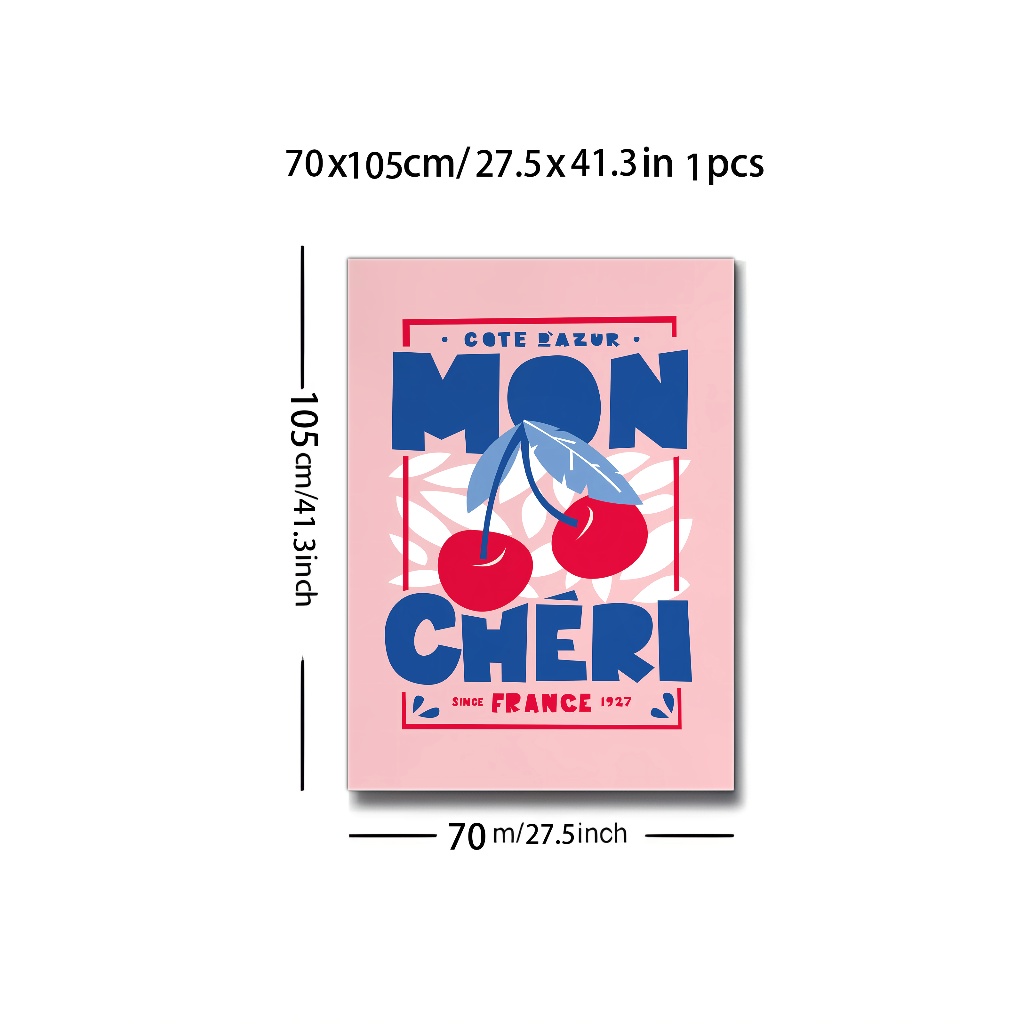 70x105cm/27.5x41.3in 1pcs
105cm/41.3inch
· COTE D'AZUR ·
MON
CHÉRI
SINCE FRANCE 1927
70 m/27.5inch